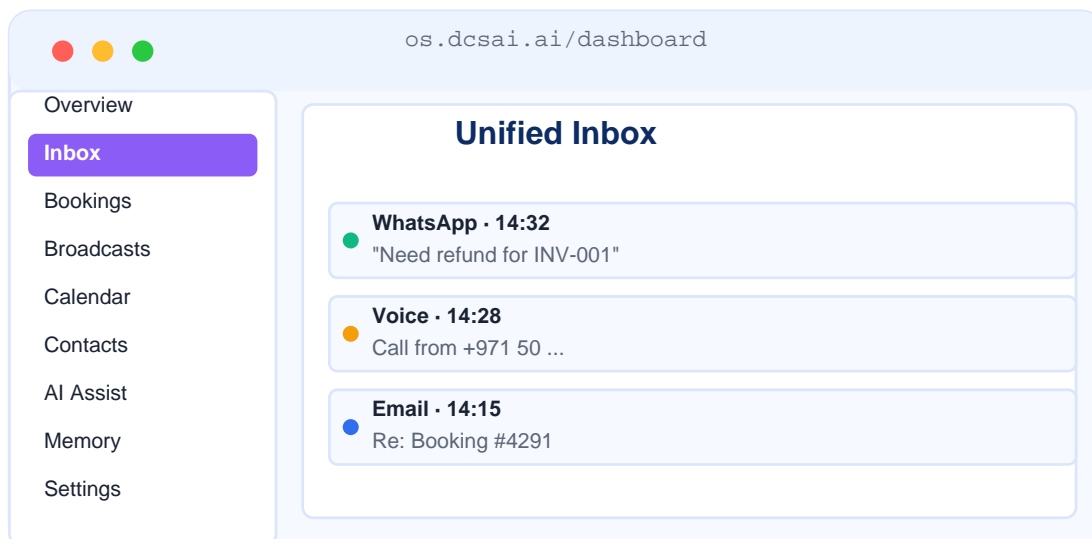 os.dcsai.ai/dashboard
Overview
Inbox
Bookings
Broadcasts
Calendar
Contacts
AI Assist
Memory
Settings
Unified Inbox
WhatsApp · 14:32
"Need refund for INV-001"
Voice · 14:28
Call from +971 50 ...
Email · 14:15
Re: Booking #4291